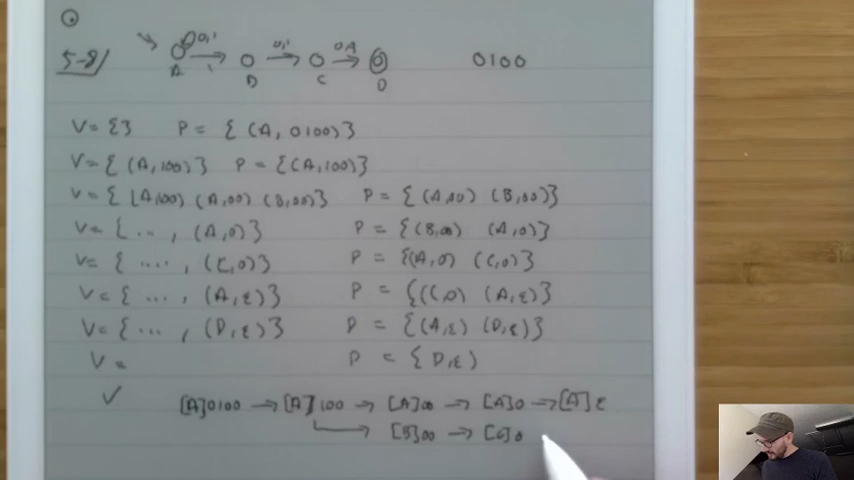 5-8/ 0,1 0,1 0,1 0100
A 1 B C D
V = {} P = { (A, 0100) }
V = { (A, 100) } P = { (A, 100) }
V = { (A,100) (A,00) (B,00) } P = { (A,00) (B,00) }
V = { ... , (A,0) } P = { (B,00) (A,0) }
V = { .... , (C,0) } P = { (A,0) (C,0) }
V = { ... , (A,ε) } P = { (C,0) (A,ε) }
V = { ... , (D,ε) } P = { (A,ε) (D,ε) }
V = P = { D,ε )
✓ [A]0100 → [A]100 → [A]00 → [A]0 → [A]ε
[B]00 → [C]0